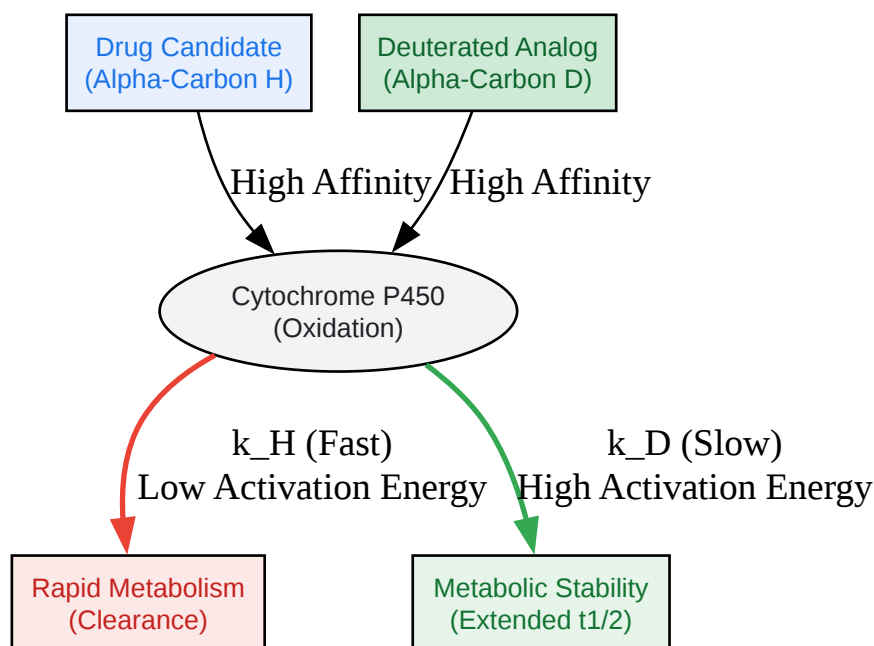 Drug Candidate
(Alpha-Carbon H)
Deuterated Analog
(Alpha-Carbon D)
High Affinity
High Affinity
Cytochrome P450
(Oxidation)
k_H (Fast)
Low Activation Energy
k_D (Slow)
High Activation Energy
Rapid Metabolism
(Clearance)
Metabolic Stability
(Extended t1/2)